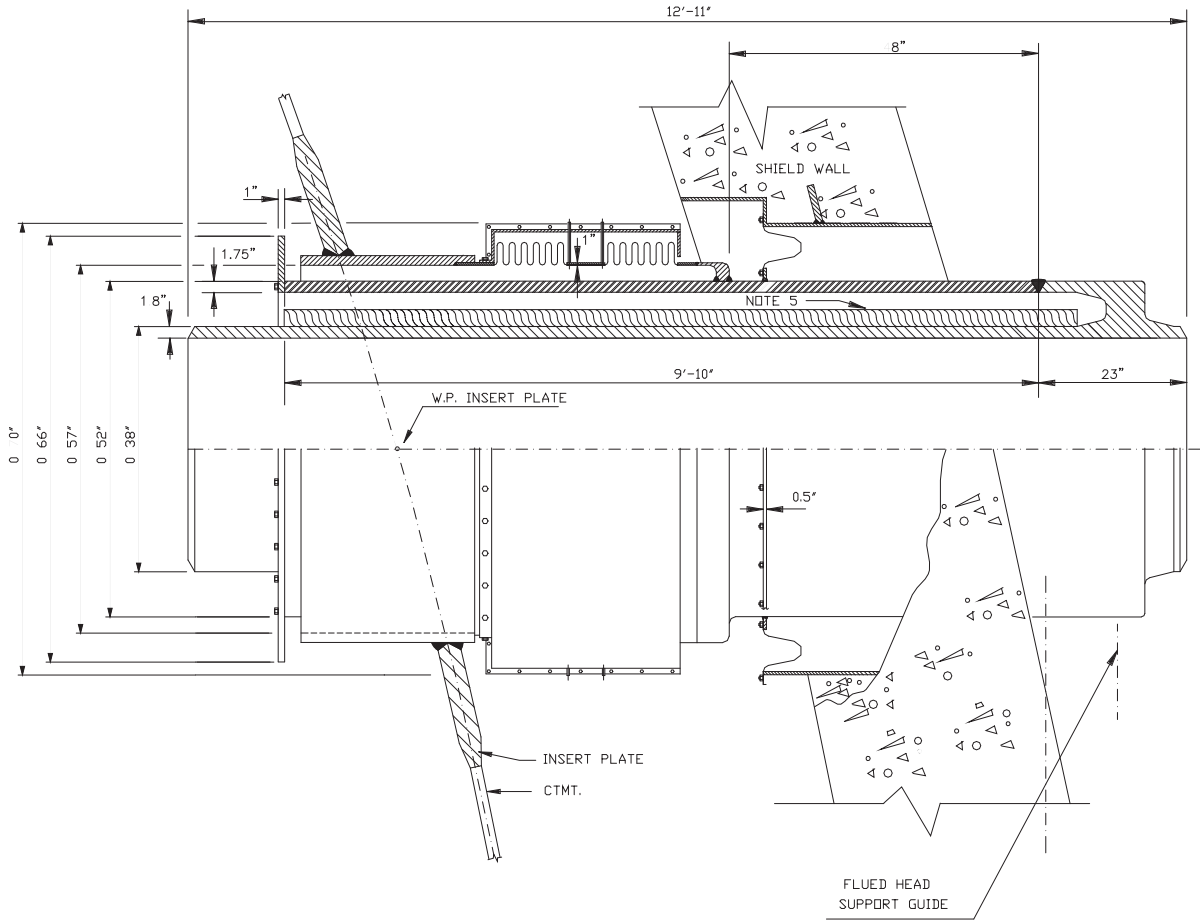 12'-11"
8"
SHIELD WALL
1"
1"
1.75"
NOTE 5
1 8"
9'-10"
23"
W.P. INSERT PLATE
0  0"
0 66"
0 57"
0 52"
0 38"
0.5"
INSERT PLATE
CTMT.
FLUED HEAD
SUPPORT GUIDE